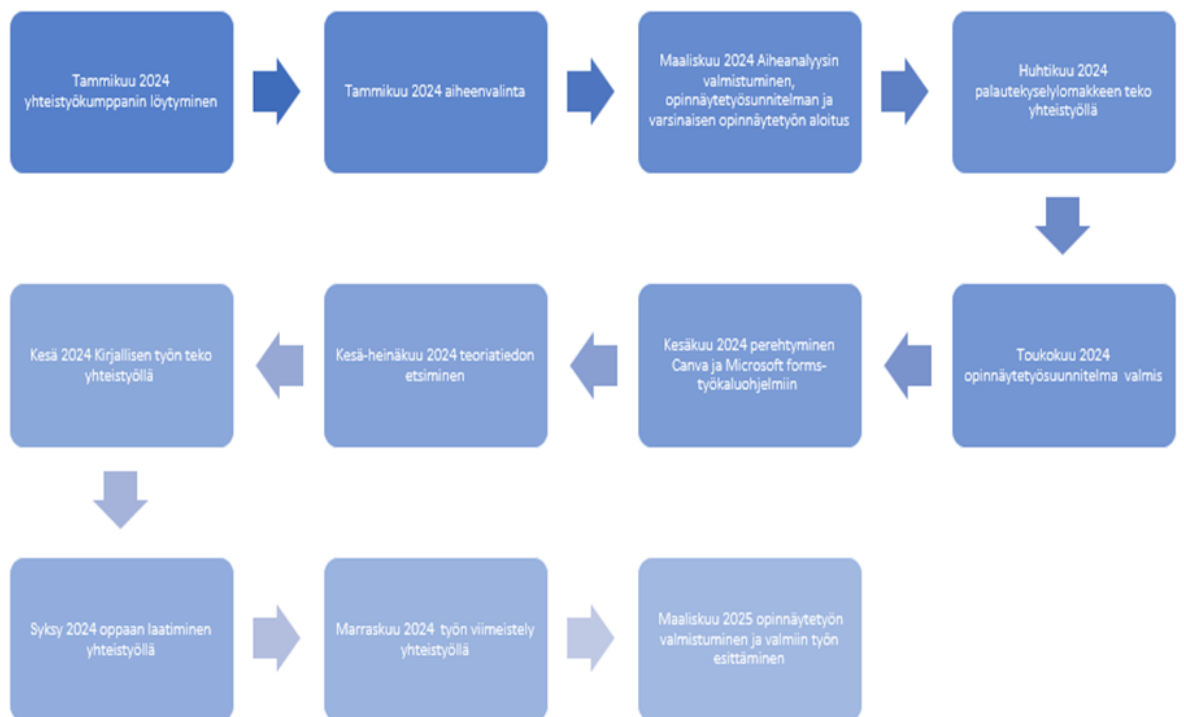 Tammikuu 2024
yhteistyökumppanin löytyminen
Tammikuu 2024 aiheenvalinta
Maaliskuu 2024 Aiheanalyysin
valmistuminen,
opinnäytetyösunnitelman ja
varsinaisen opinnäytetyön aloitus
Huhtikuu 2024
palautekyselylomakkeen teko
yhteistyöllä
Toukokuu 2024
opinnäytetyösuunnitelma valmis
Kesäkuu 2024 perehtyminen
Canva ja Microsoft forms-
työkaluohjelmiin
Kesä-heinäkuu 2024 teoriatiedon
etsiminen
Kesä 2024 Kirjallisen työn teko
yhteistyöllä
Syksy 2024 oppaan laatiminen
yhteistyöllä
Marraskuu 2024 työn viimeistely
yhteistyöllä
Maaliskuu 2025 opinnäytetyön
valmistuminen ja valmiin työn
esittäminen